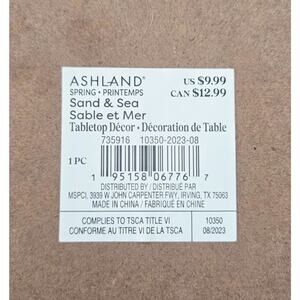 ASHLAND®
US $9.99
SPRING • PRINTEMPS
CAN $12.99
Sand & Sea
Sable et Mer
Tabletop Décor • Décoration de Table
735916 10350-2023-08
1 PC
1 95158 06776 7
DISTRIBUTED BY / DISTRIBUÉ PAR
MSPCI, 3939 W JOHN CARPENTER FWY, IRVING, TX 75063
MADE IN CHINA / FABRIQUÉ EN CHINE
COMPLIES TO TSCA TITLE VI
10350
CONFORME AU TITRE VI DE LA TSCA
08/2023